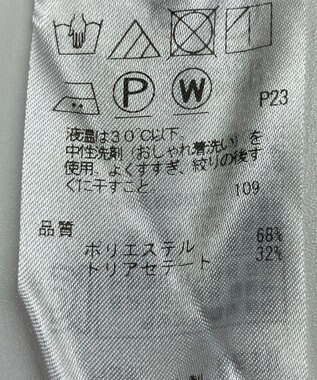 P W P23
液温は30℃以下。
中性洗剤(おしゃれ着洗い)を
使用。よくすすぎ、絞りの後す
ぐに干すこと。
109
品質
ポリエステル 68%
トリアセテート 32%
製